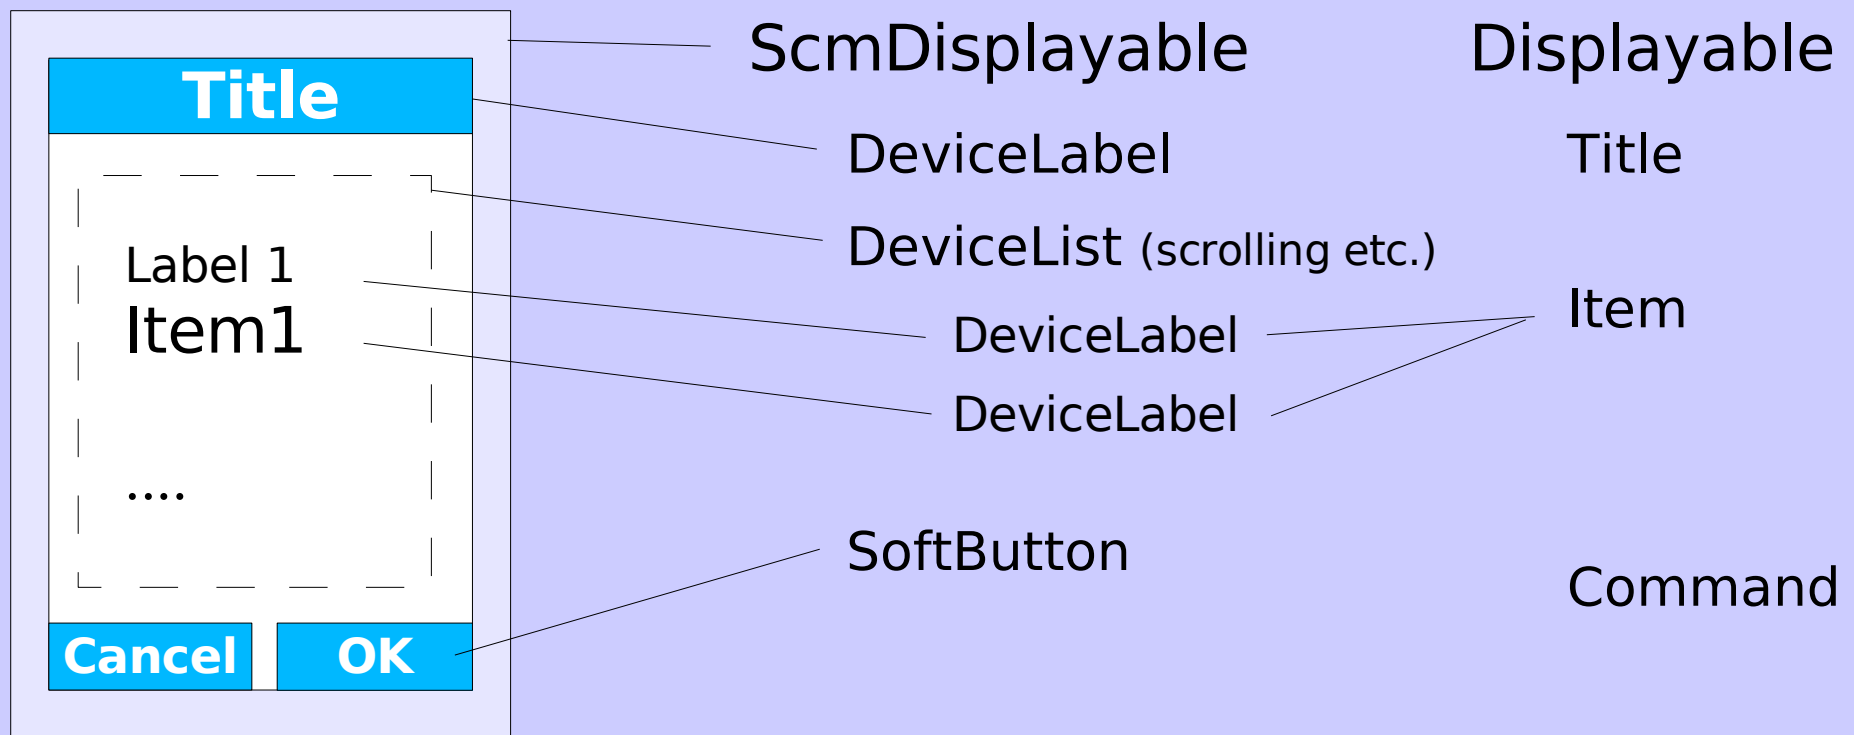 Title
Label 1
Item1
....
Cancel OK
ScmDisplayable Displayable
DeviceLabel Title
DeviceList (scrolling etc.)
Item
DeviceLabel
DeviceLabel
SoftButton
Command